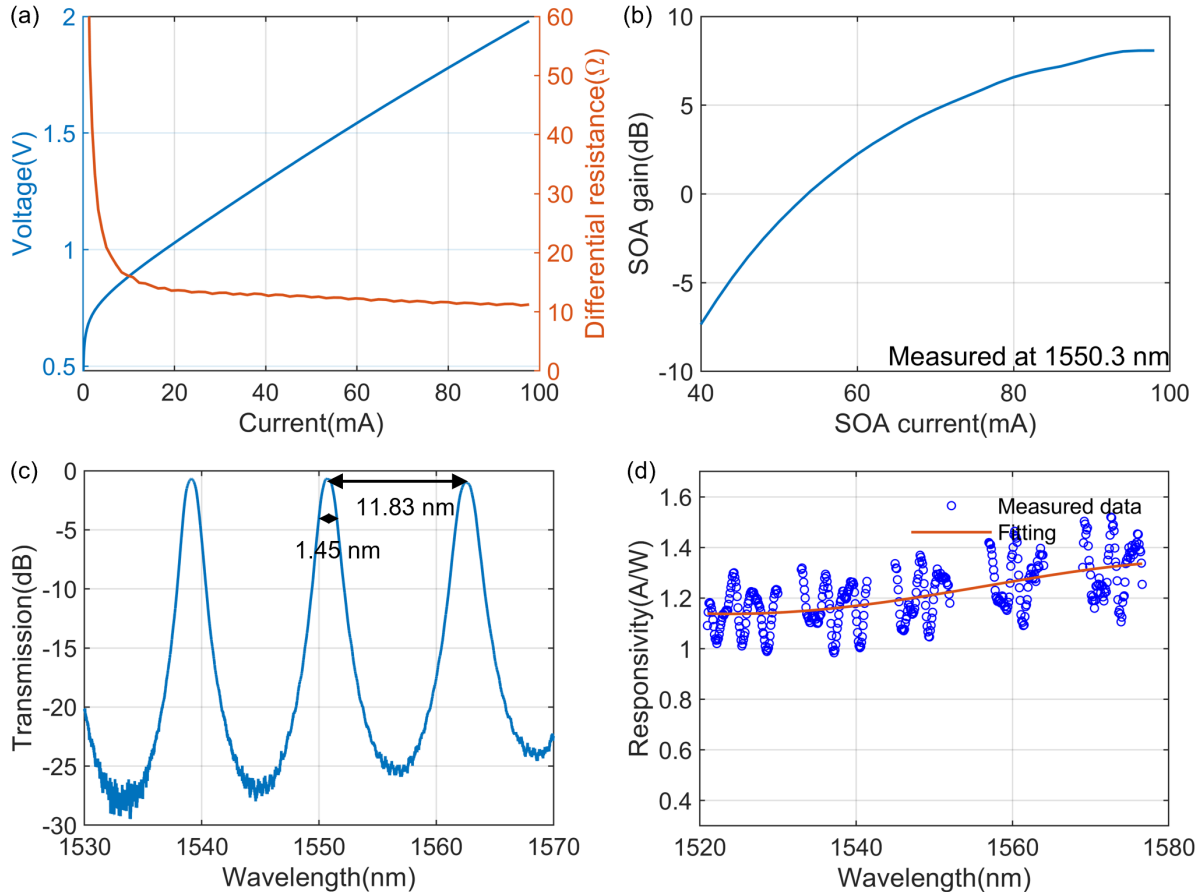 (a)
2
1.5
1
0.5
Voltage(V)
60
50
40
30
20
10
0
Differential resistance(Ω)
0 20 40 60 80 100
Current(mA)
(b)
10
5
0
-5
-10
SOA gain(dB)
Measured at 1550.3 nm
40 60 80 100
SOA current(mA)
(c)
0
-5
-10
-15
-20
-25
-30
Transmission(dB)
11.83 nm
1.45 nm
1530 1540 1550 1560 1570
Wavelength(nm)
(d)
1.6
1.4
1.2
1
0.8
0.6
0.4
Responsivity(A/W)
Measured data
Fitting
1520 1540 1560 1580
Wavelength(nm)